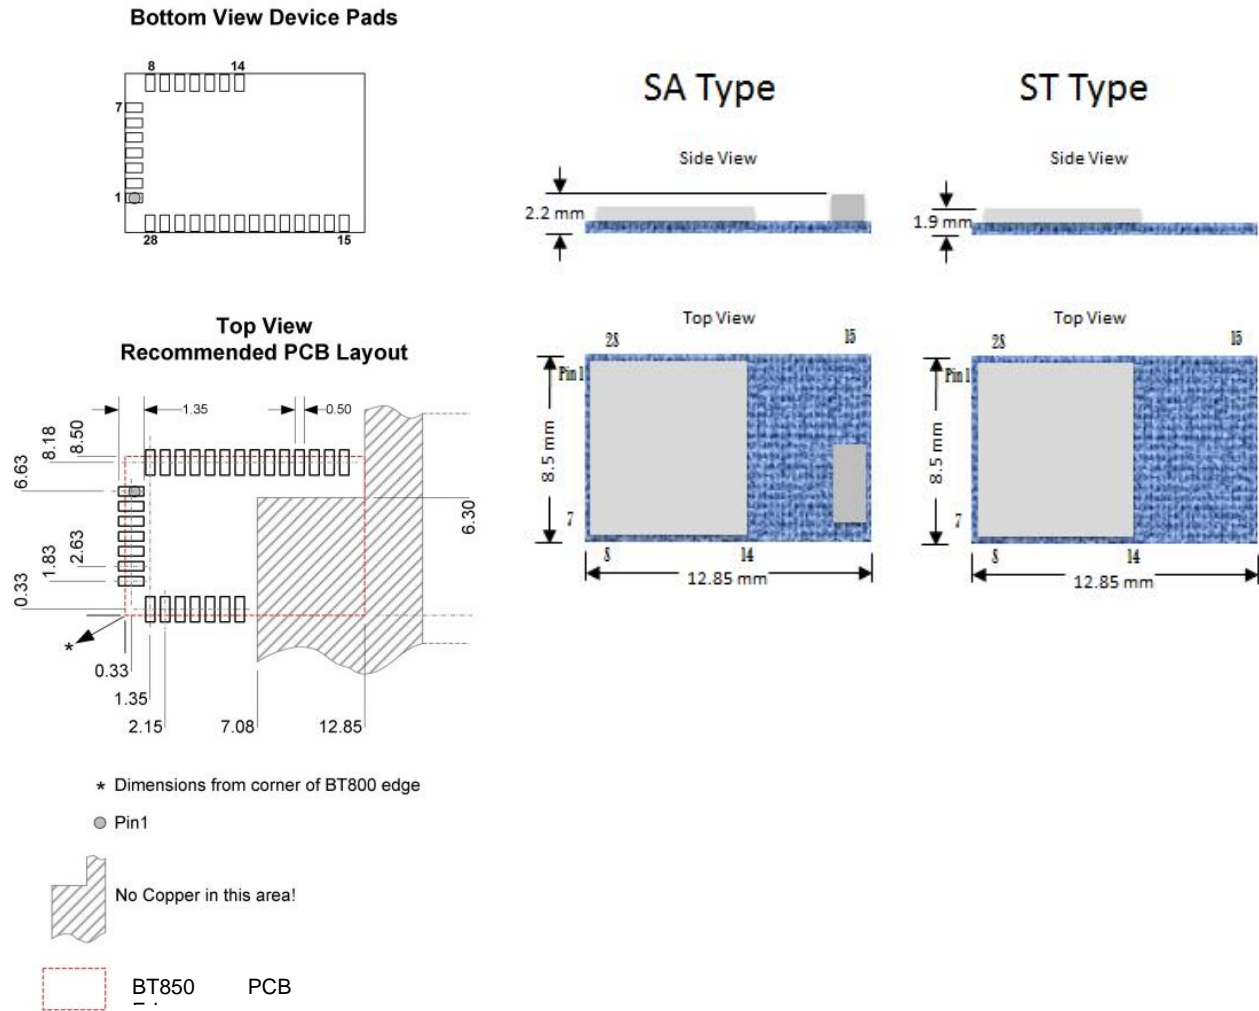 Bottom View Device Pads
8
14
7
1
28
15
Top View
Recommended PCB Layout
1.35
0.50
8.50
8.18
6.63
2.63
1.83
0.33
6.30
*
0.33
1.35
2.15
7.08
12.85
* Dimensions from corner of BT800 edge
Pin1
No Copper in this area!
BT850 PCB
SA Type
Side View
2.2 mm
Top View
28
15
Pin 1
8.5 mm
7
8
14
12.85 mm
ST Type
Side View
1.9 mm
Top View
28
15
Pin 1
8.5 mm
7
8
14
12.85 mm